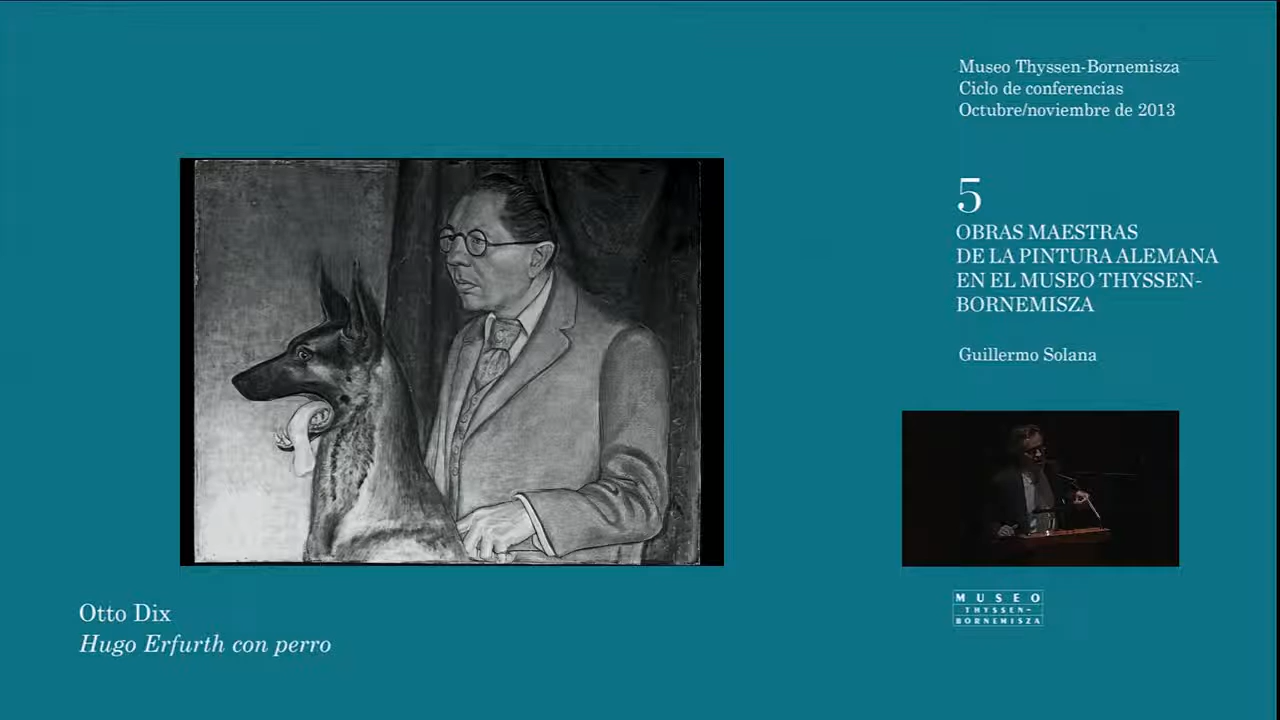 Museo Thyssen-Bornemisza
Ciclo de conferencias
Octubre/noviembre de 2013
5
OBRAS MAESTRAS
DE LA PINTURA ALEMANA
EN EL MUSEO THYSSEN-
BORNEMISZA
Guillermo Solana
MUSEO
THYSSEN-
BORNEMISZA
Otto Dix
Hugo Erfurth con perro